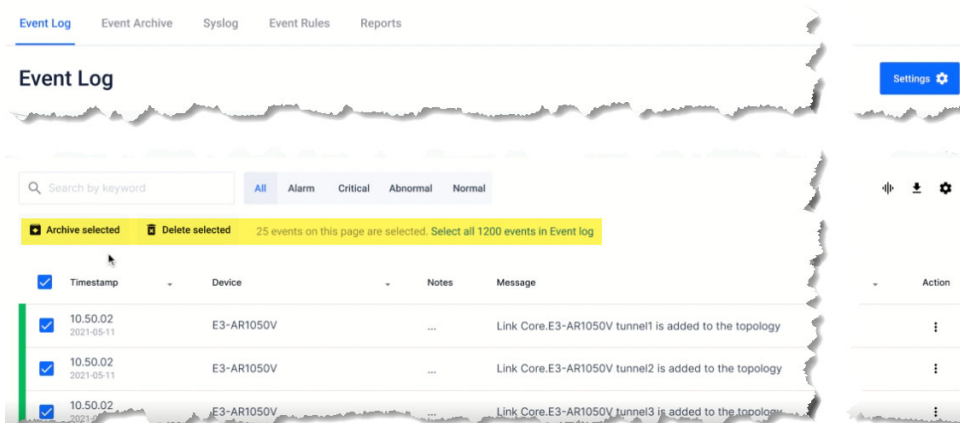 Event Log Event Archive Syslog Event Rules Reports
Event Log Settings
Search by keyword All Alarm Critical Abnormal Normal
Archive selected Delete selected 25 events on this page are selected. Select all 1200 events in Event log
Timestamp Device Notes Message Action
10.50.02 E3-AR1050V ... Link Core.E3-AR1050V tunnel1 is added to the topology
2021-05-11
10.50.02 E3-AR1050V ... Link Core.E3-AR1050V tunnel2 is added to the topology
2021-05-11
10.50.02 E3-AR1050V ... Link Core.E3-AR1050V tunnel3 is added to the topology